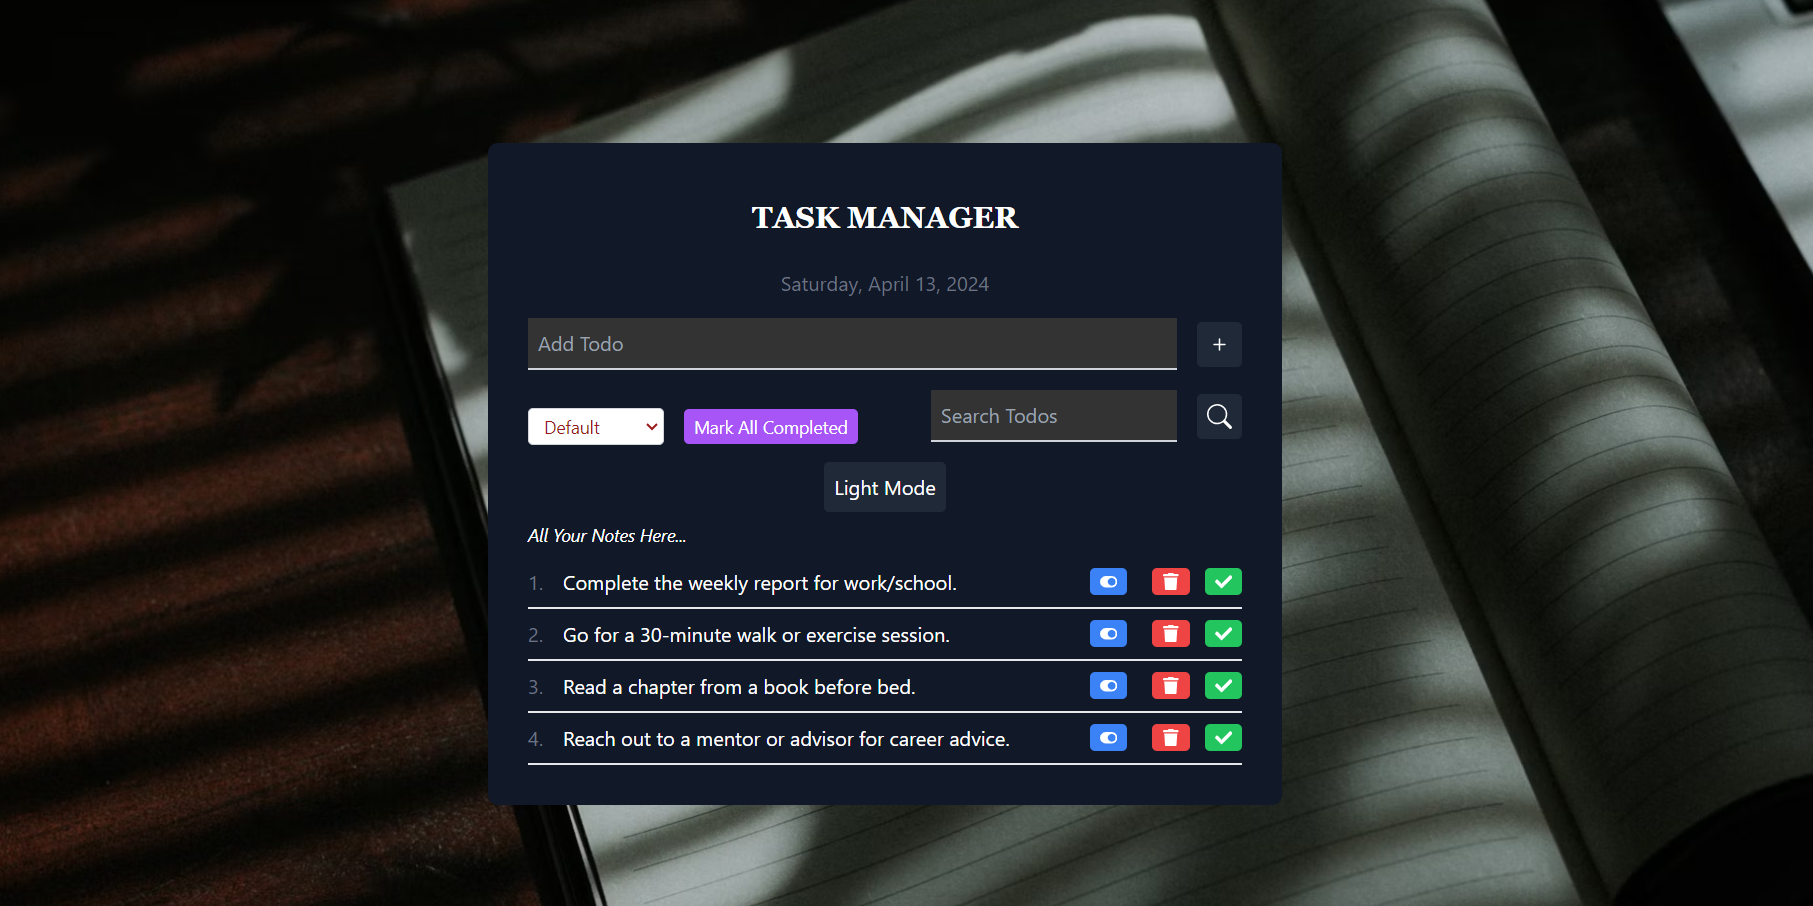 TASK MANAGER
Saturday, April 13, 2024
Add Todo
+
Default
Mark All Completed
Search Todos
Light Mode
All Your Notes Here...
1. Complete the weekly report for work/school.
2. Go for a 30-minute walk or exercise session.
3. Read a chapter from a book before bed.
4. Reach out to a mentor or advisor for career advice.